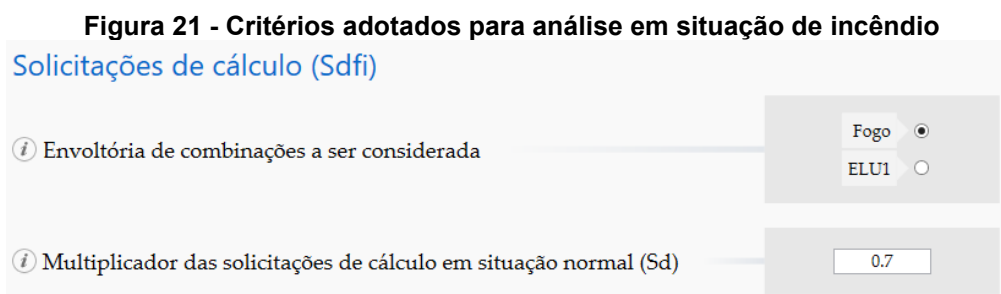 Figura 21 - Critérios adotados para análise em situação de incêndio
Solicitações de cálculo (Sdfi)
Fogo
i Envoltória de combinações a ser considerada
ELU1
i Multiplicador das solicitações de cálculo em situação normal (Sd) 0.7